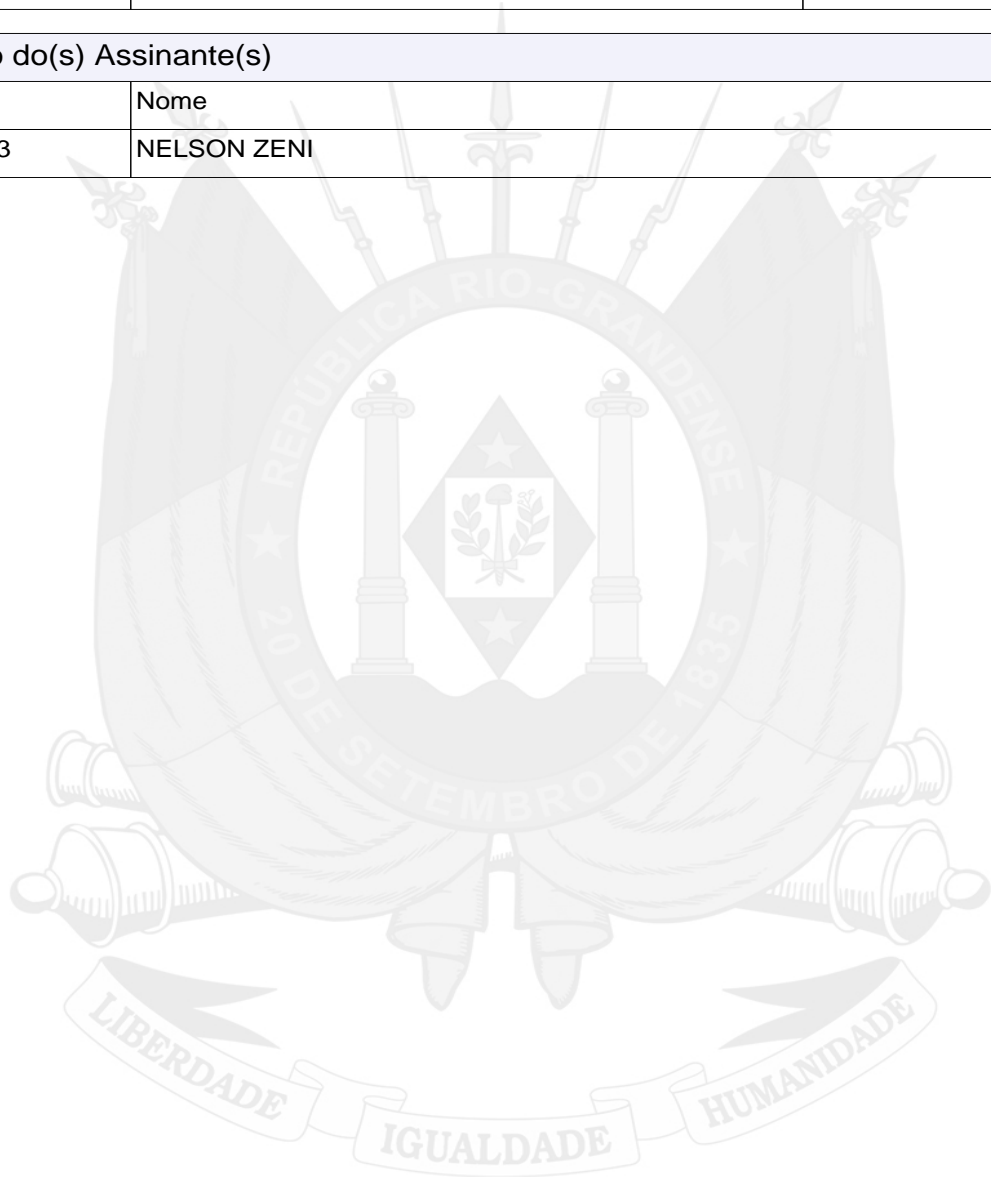 o do(s) Assinante(s)
Nome
3 NELSON ZENI
REPÚBLICA RIO-GRANDENSE
20 DE SETEMBRO DE 1835
LIBERDADE IGUALDADE HUMANIDADE